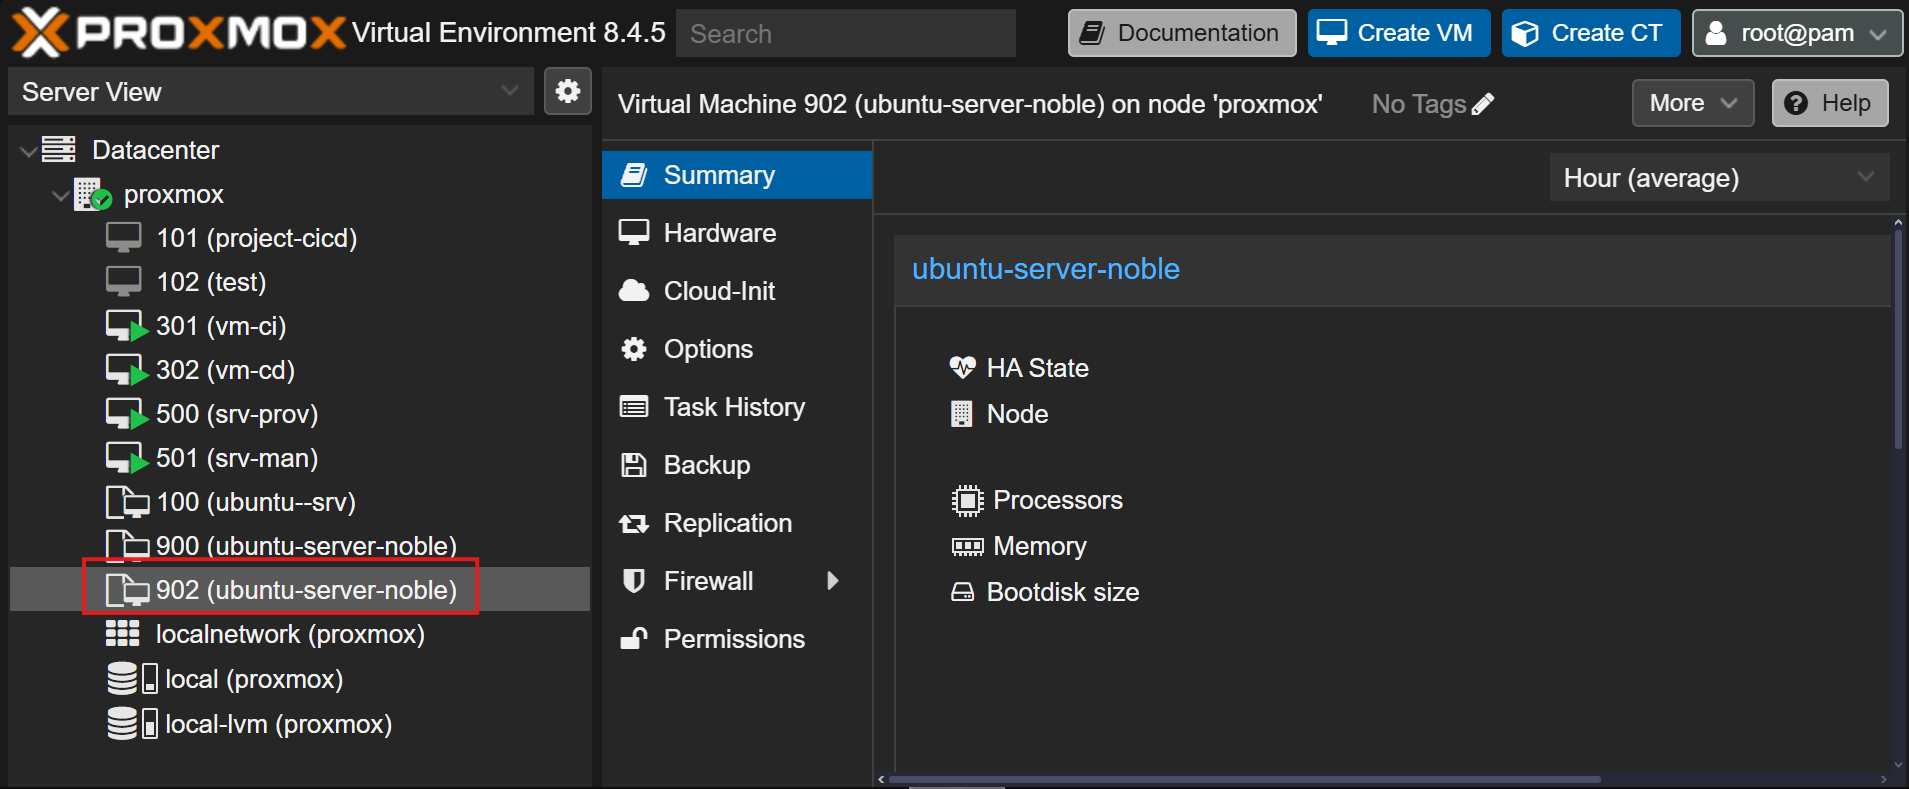 PROXMOX Virtual Environment 8.4.5 Search Documentation Create VM Create CT root@pam
Server View
Virtual Machine 902 (ubuntu-server-noble) on node 'proxmox' No Tags More Help
Datacenter
proxmox
101 (project-cicd)
102 (test)
301 (vm-ci)
302 (vm-cd)
500 (srv-prov)
501 (srv-man)
100 (ubuntu--srv)
900 (ubuntu-server-noble)
902 (ubuntu-server-noble)
localnetwork (proxmox)
local (proxmox)
local-lvm (proxmox)
Summary
Hardware
Cloud-Init
Options
Task History
Backup
Replication
Firewall
Permissions
Hour (average)
ubuntu-server-noble
HA State
Node
Processors
Memory
Bootdisk size